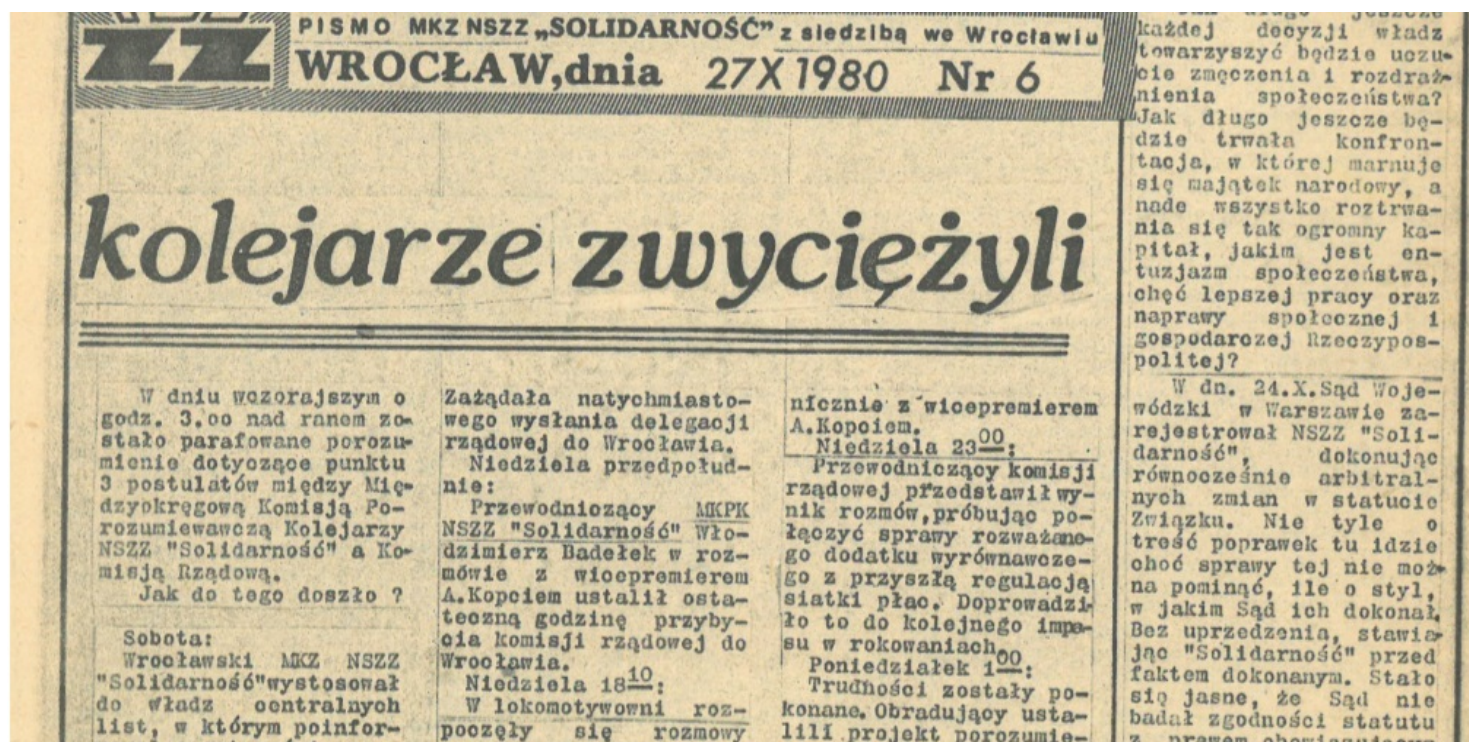 ZZ
PISMO MKZ NSZZ „SOLIDARNOŚĆ” z siedzibą we Wrocławiu
WROCŁAW, dnia 27X 1980 Nr 6
kolejarze zwyciężyli
W dniu wczorajszym o
godz. 3.oo nad ranem zo-
stało parafowane porozu-
mienie dotyczące punktu
3 postulatów między Mię-
dzyokręgową Komisją Po-
rozumiewawczą Kolejarzy
NSZZ "Solidarność" a Ko-
misją Rządową.
Jak do tego doszło ?
Sobota:
Wrocławski MKZ NSZZ
"Solidarność"wystosował
do władz centralnych
list, w którym poinfor-
Zażądała natychmiasto-
wego wysłania delegacji
rządowej do Wrocławia.
Niedziela przedpołud-
nie:
Przewodniczący MKPK
NSZZ "Solidarność" Wło-
dzimierz Badełek w roz-
mówie z wicepremierem
A.Kopciem ustalił osta-
teczną godzinę przyby-
cia komisji rządowej do
Wrocławia.
Niedziela 18 10:
W lokomotywowni roz-
poczęły się rozmowy
nicznie z wicepremierem
A.Kopciem.
Niedziela 23 00:
Przewodniczący komisji
rządowej przedstawił wy-
nik rozmów,próbując po-
łączyć sprawy rozważane-
go dodatku wyrównawcze-
go z przyszłą regulacją
siatki płac. Doprowadzi-
ło to do kolejnego impa-
su w rokowaniach.
Poniedziałek 1 00:
Trudności zostały po-
konane. Obradujący usta-
lili projekt porozumie-
każdej decyzji władz
towarzyszyć będzie uczu-
cie zmęczenia i rozdraż-
nienia społeczeństwa?
Jak długo jeszcze bę-
dzie trwała konfron-
tacja, w której marnuje
się majątek narodowy, a
nade wszystko roztrwa-
nia się tak ogromny ka-
pitał, jakim jest en-
tuzjazm społeczeństwa,
chęć lepszej pracy oraz
naprawy społecznej i
gospodarczej Rzeczypos-
politej?
W dn. 24.X.Sąd Woje-
wódzki w Warszawie za-
rejestrował NSZZ "Soli-
darność", dokonując
równocześnie arbitral-
nych zmian w statucie
Związku. Nie tyle o
treść poprawek tu idzie
choć sprawy tej nie moż-
na pominąć, ile o styl,
w jakim Sąd ich dokonał.
Bez uprzedzenia, stawia-
jąc "Solidarność" przed
faktem dokonanym. Stało
się jasne, że Sąd nie
badał zgodności statutu